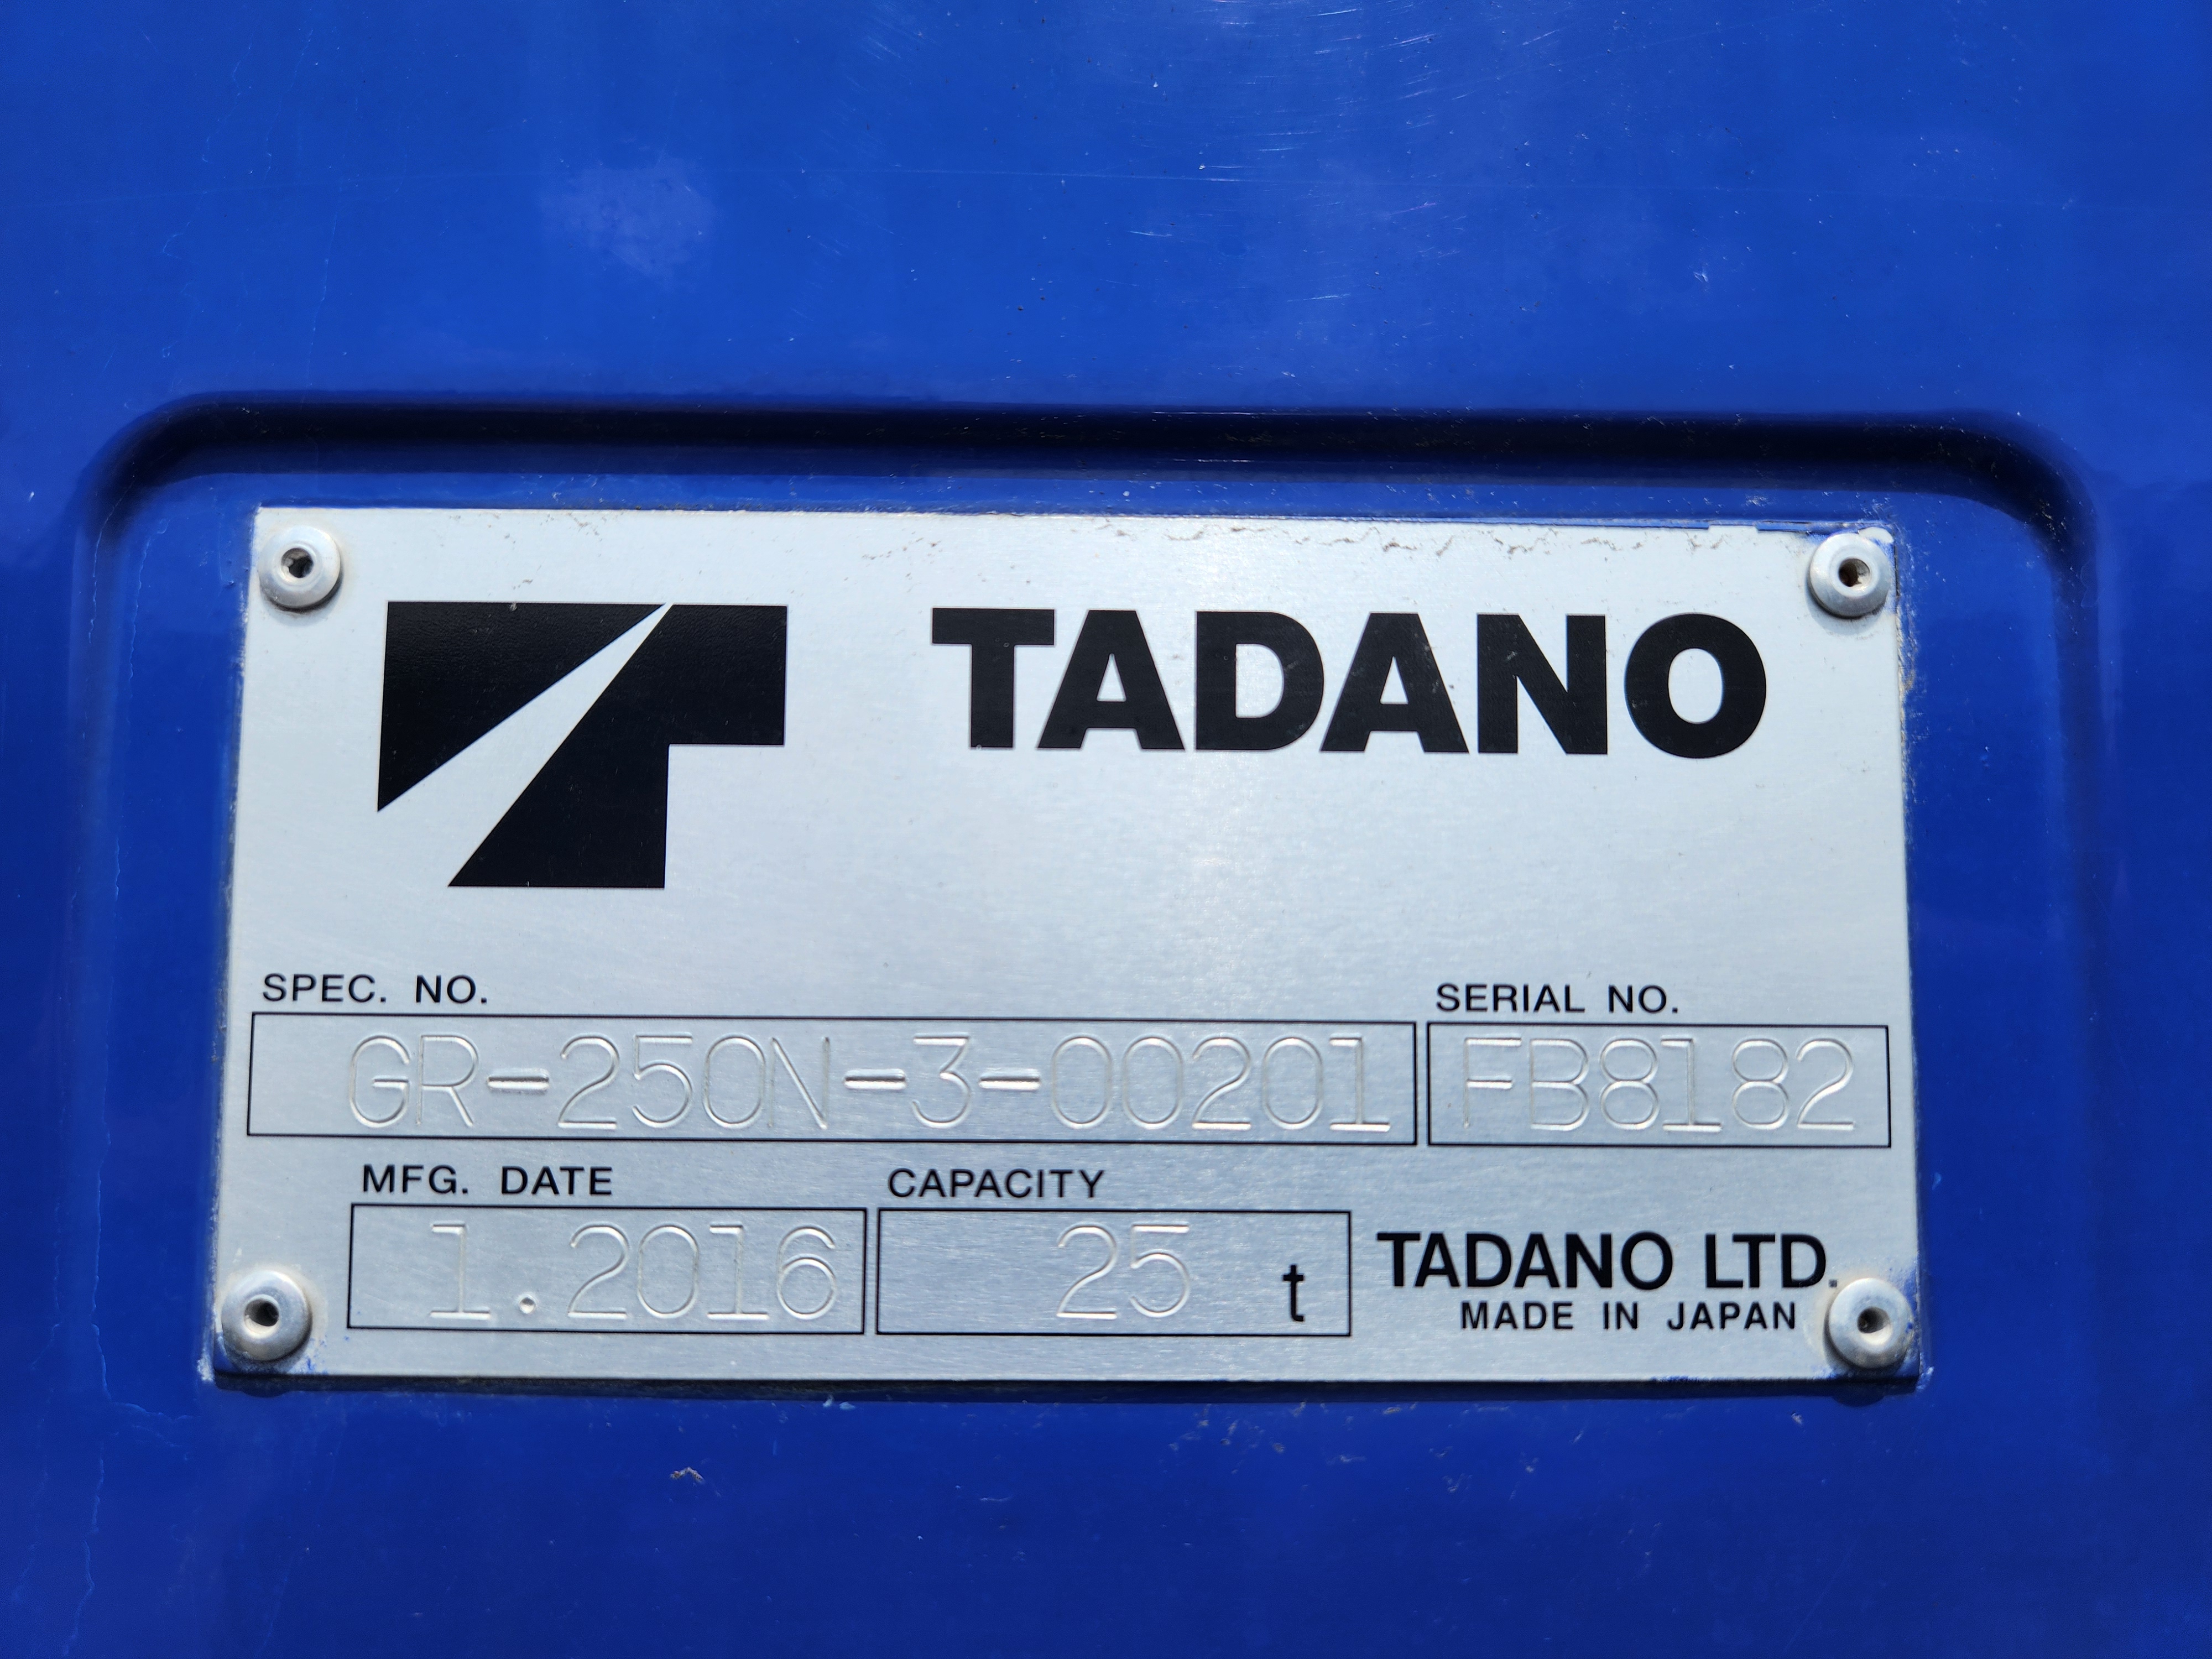 TADANO
SPEC. NO.
SERIAL NO.
GR-250N-3-00201
FB8182
MFG. DATE
CAPACITY
1.2016
25 t
TADANO LTD.
MADE IN JAPAN